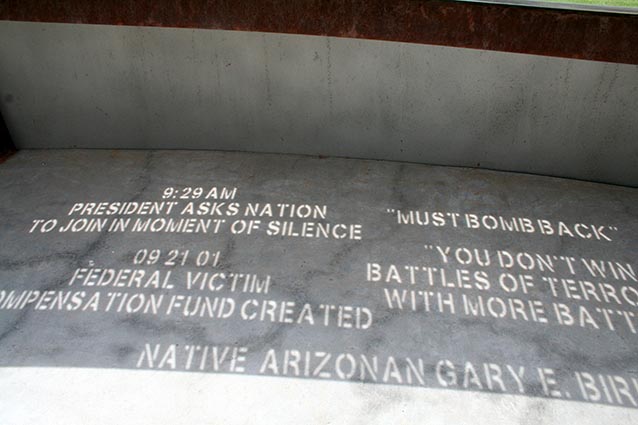 9:29 AM
PRESIDENT ASKS NATION
TO JOIN IN MOMENT OF SILENCE
09 21 01
FEDERAL VICTIM
OMPENSATION FUND CREATED
"MUST BOMB BACK"
"YOU DON'T WIN
BATTLES OF TERRO
WITH MORE BATT
NATIVE ARIZONAN GARY E. BIR